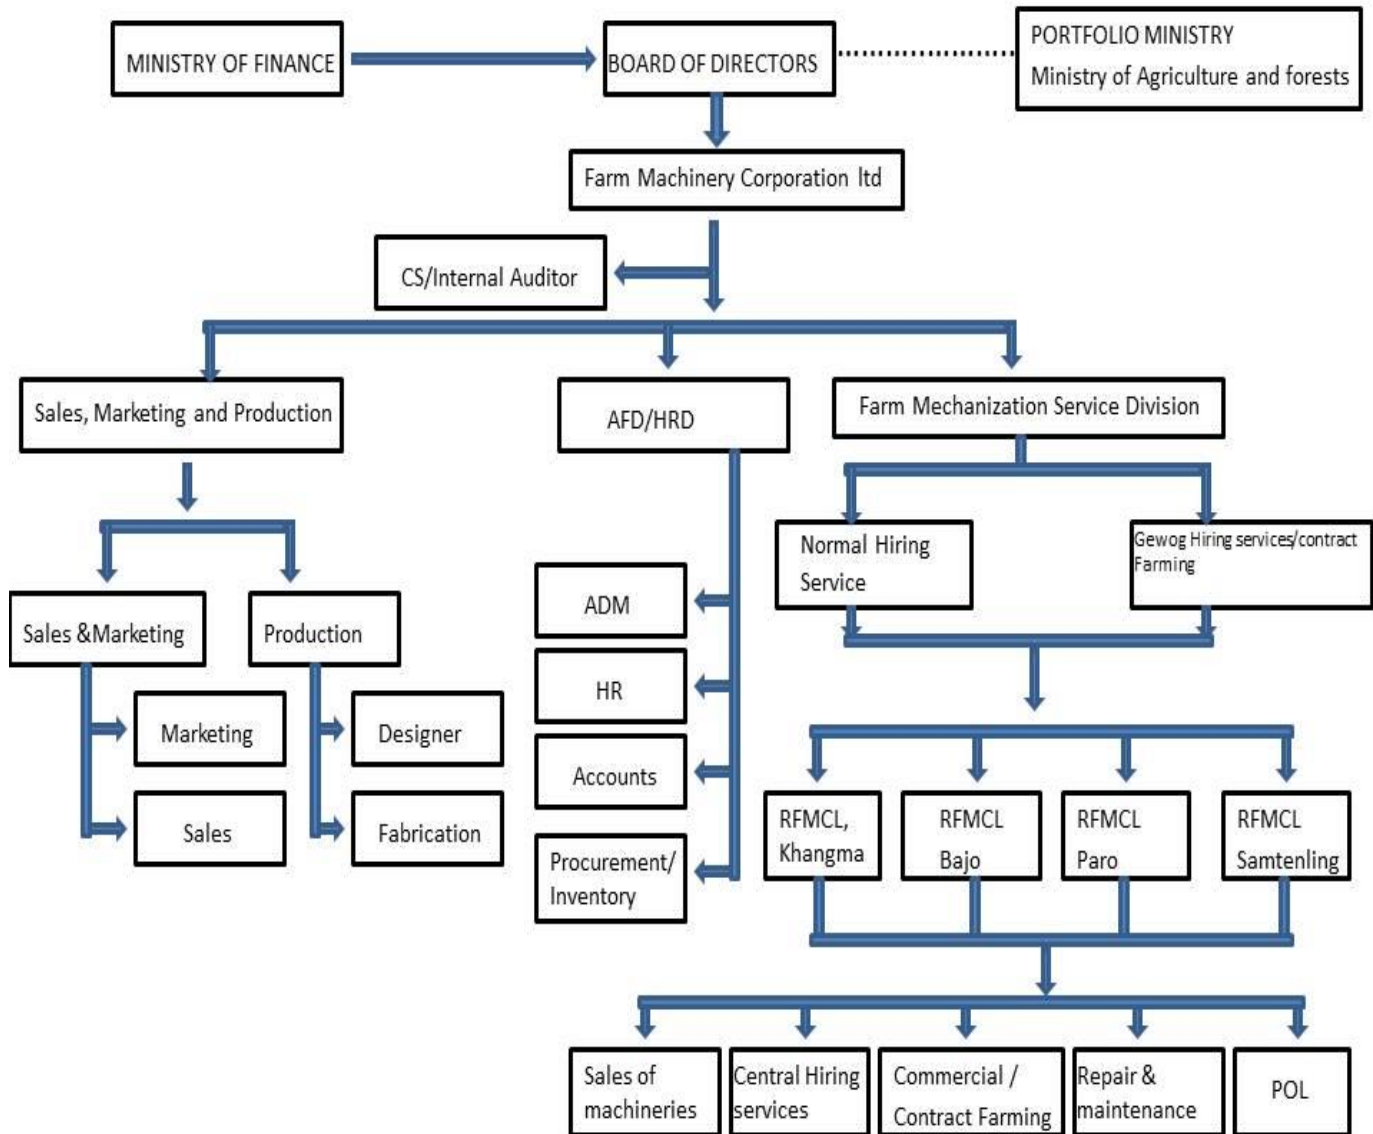 MINISTRY OF FINANCE
BOARD OF DIRECTORS
PORTFOLIO MINISTRY
Ministry of Agriculture and forests
Farm Machinery Corporation ltd
CS/Internal Auditor
Sales, Marketing and Production
AFD/HRD
Farm Mechanization Service Division
Normal Hiring
Service
Gewog Hiring services/contract
Farming
Sales &Marketing
Production
Marketing
Sales
Designer
Fabrication
ADM
HR
Accounts
Procurement/
Inventory
RFMCL,
Khangma
RFMCL
Bajo
RFMCL
Paro
RFMCL
Samtenling
Sales of
machineries
Central Hiring
services
Commercial /
Contract Farming
Repair &
maintenance
POL